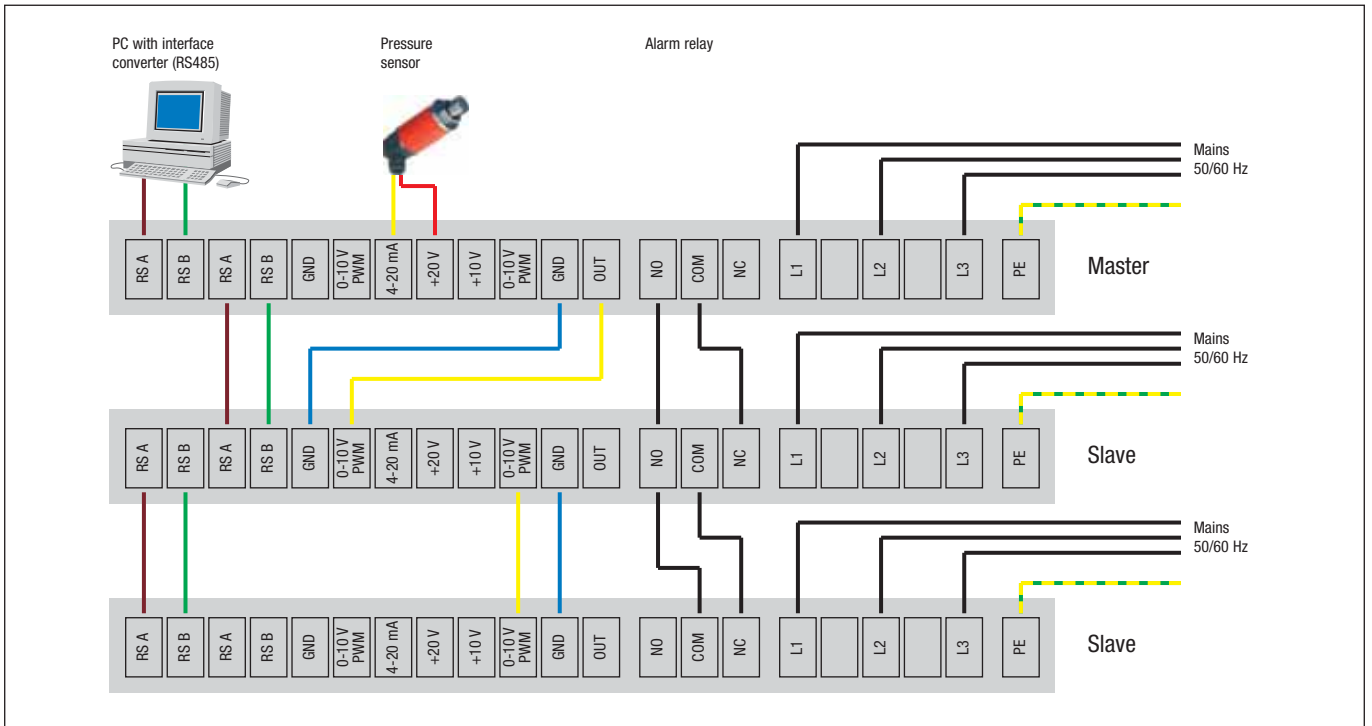 PC with interface
converter (RS485)
Pressure
sensor
Alarm relay
Mains
50/60 Hz
RS A
RS B
RS A
RS B
GND
0-10 V
PWM
4-20 mA
+20 V
+10 V
0-10 V
PWM
GND
OUT
NO
COM
NC
L1
L2
L3
PE
Master
Mains
50/60 Hz
RS A
RS B
RS A
RS B
GND
0-10 V
PWM
4-20 mA
+20 V
+10 V
0-10 V
PWM
GND
OUT
NO
COM
NC
L1
L2
L3
PE
Slave
Mains
50/60 Hz
RS A
RS B
RS A
RS B
GND
0-10 V
PWM
4-20 mA
+20 V
+10 V
0-10 V
PWM
GND
OUT
NO
COM
NC
L1
L2
L3
PE
Slave